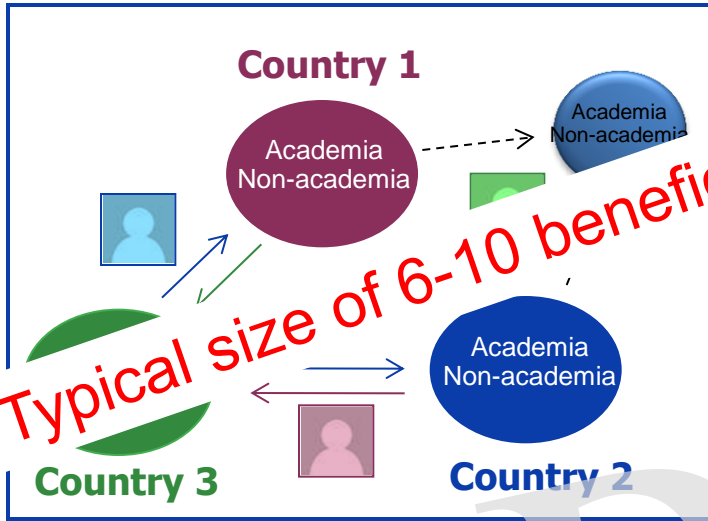 Country 1
Academia
Non-academia
Academia
Non-academia
Typical size of 6-10 benefic
Academia
Non-academia
Country 3
Country 2